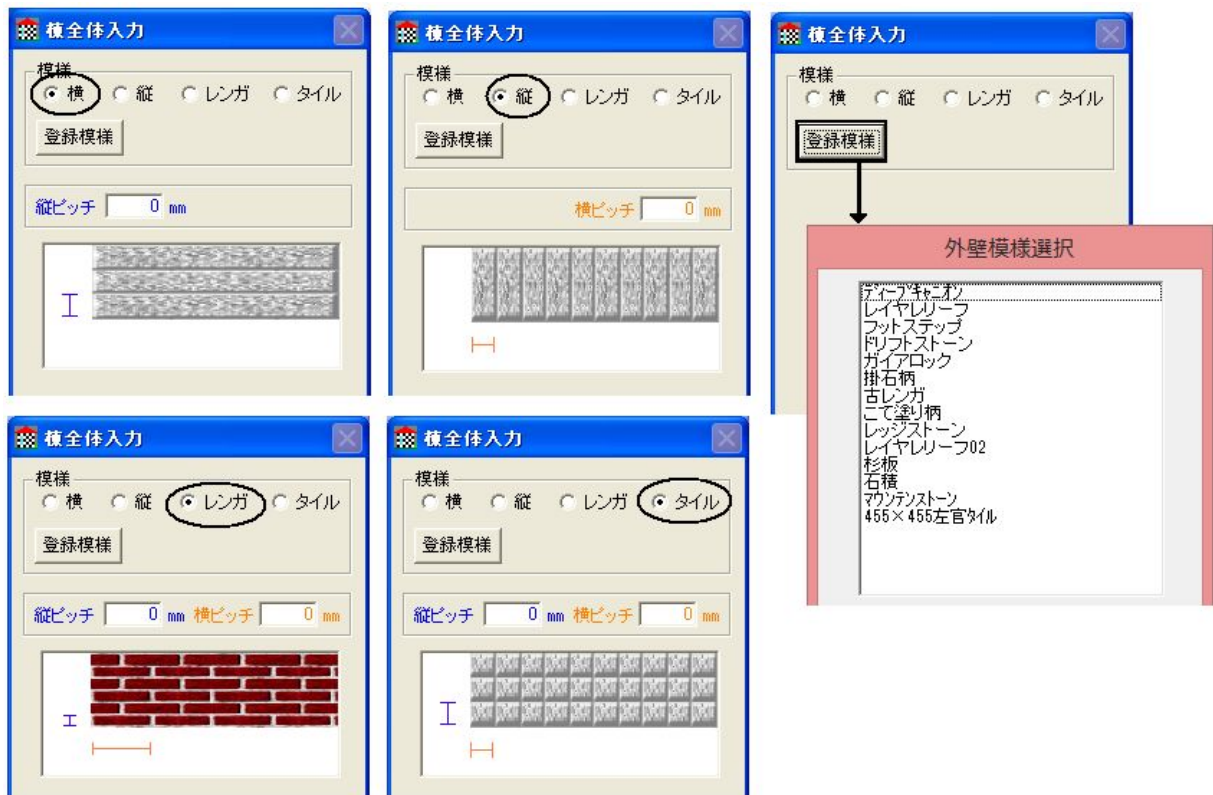 棟全体入力
模様
横 縦 レンガ タイル
登録模様
縦ピッチ 0 mm
棟全体入力
模様
横 縦 レンガ タイル
登録模様
横ピッチ 0 mm
棟全体入力
模様
横 縦 レンガ タイル
登録模様
外壁模様選択
ディープキャニオン
レイヤレリーフ
フットステップ
ドリフトストーン
ガイアロック
掛石柄
古レンガ
こて塗り柄
レッジストーン
レイヤレリーフ02
杉板
石積
マウンテンストーン
455×455左官タイル
棟全体入力
模様
横 縦 レンガ タイル
登録模様
縦ピッチ 0 mm 横ピッチ 0 mm
棟全体入力
模様
横 縦 レンガ タイル
登録模様
縦ピッチ 0 mm 横ピッチ 0 mm